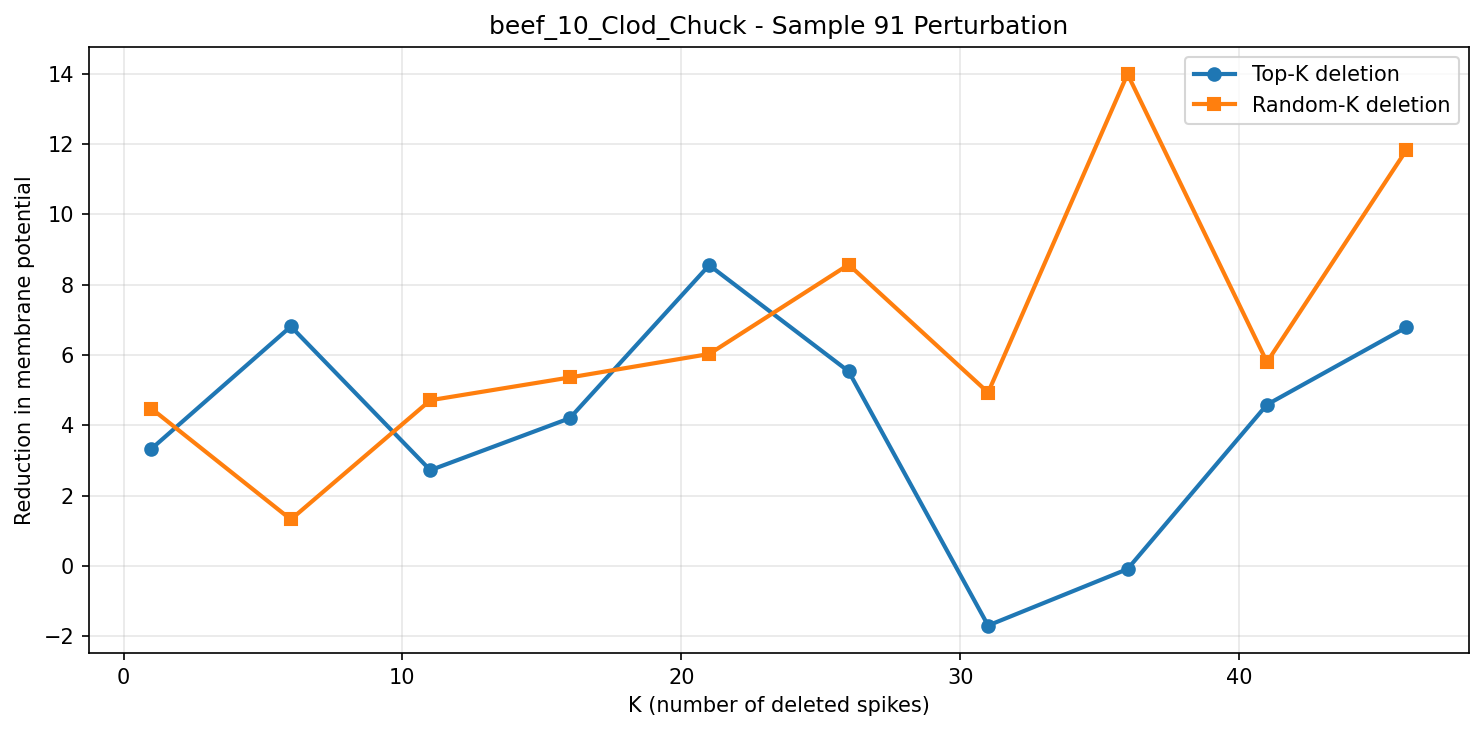 beef_10_Clod_Chuck - Sample 91 Perturbation
Top-K deletion
Random-K deletion
Reduction in membrane potential
14
12
10
8
6
4
2
0
−2
0 10 20 30 40
K (number of deleted spikes)